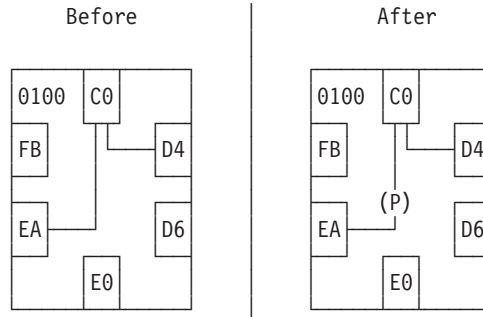 Before After
0100 C0 0100 C0
FB D4 FB D4
(P)
EA D6 EA D6
E0 E0